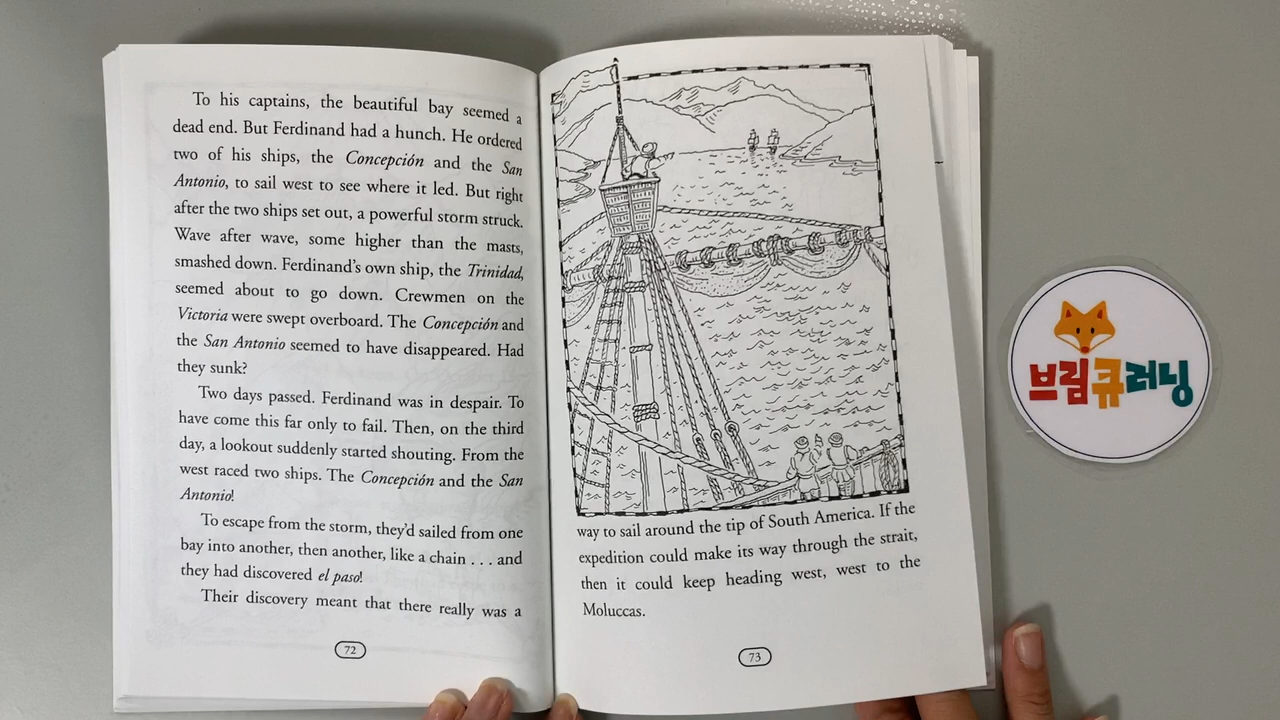 To his captains, the beautiful bay seemed a
dead end. But Ferdinand had a hunch. He ordered
two of his ships, the Concepción and the San
Antonio, to sail west to see where it led. But right
after the two ships set out, a powerful storm struck.
Wave after wave, some higher than the masts,
smashed down. Ferdinand's own ship, the Trinidad,
seemed about to go down. Crewmen on the
Victoria were swept overboard. The Concepción and
the San Antonio seemed to have disappeared. Had
they sunk?
Two days passed. Ferdinand was in despair. To
have come this far only to fail. Then, on the third
day, a lookout suddenly started shouting. From the
west raced two ships. The Concepción and the San
Antonio!
To escape from the storm, they'd sailed from one
bay into another, then another, like a chain . . . and
they had discovered el paso!
Their discovery meant that there really was a
72
way to sail around the tip of South America. If the
expedition could make its way through the strait,
then it could keep heading west, west to the
Moluccas.
73
브림큐러닝